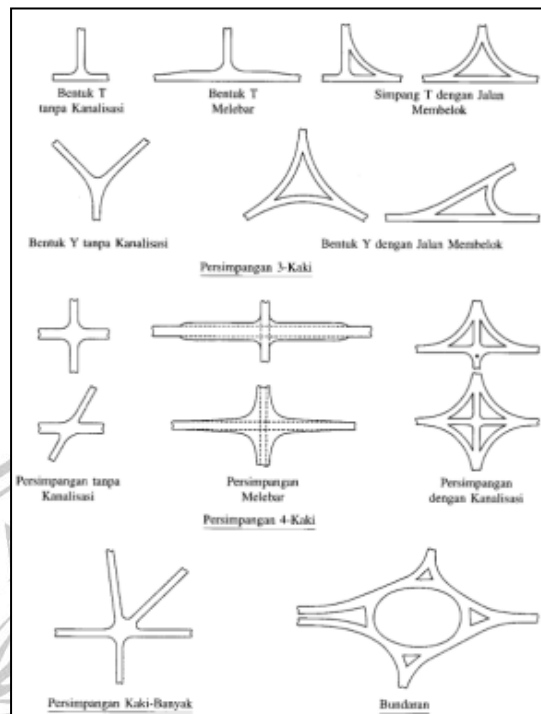 Bentuk T
tanpa Kanalisasi
Bentuk T
Melebar
Simpang T dengan Jalan
Membelok
Bentuk Y tanpa Kanalisasi
Bentuk Y dengan Jalan Membelok
Persimpangan 3-Kaki
Persimpangan tanpa
Kanalisasi
Persimpangan
Melebar
Persimpangan
dengan Kanalisasi
Persimpangan 4-Kaki
Persimpangan Kaki-Banyak
Bundaran